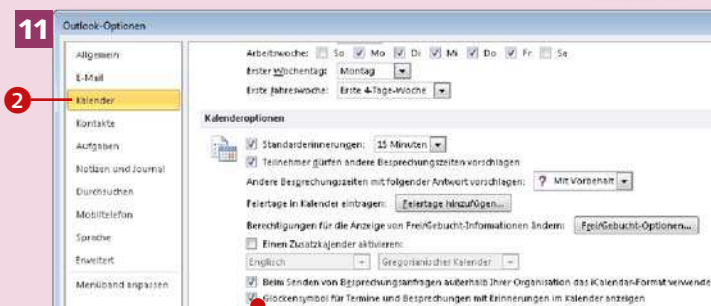 11
Outlook-Optionen
Allgemein
E-Mail
Kalender
Kontakte
Aufgaben
Notizen und Journal
Durchsuchen
Mobiltelefon
Sprache
Erweitert
Menüband anpassen
2
Arbeitswoche: So Mo Di Mi Do Fr Sa
Erster Wochentag: Montag
Erste Jahreswoche: Erste 4-Tage-Woche
Kalenderoptionen
Standarderinnerungen: 15 Minuten
Teilnehmer dürfen andere Besprechungszeiten vorschlagen
Andere Besprechungszeiten mit folgender Antwort vorschlagen: ? Mit Vorbehalt
Feiertage in Kalender eintragen: Feiertage hinzufügen...
Berechtigungen für die Anzeige von Frei/Gebucht-Informationen ändern: Frei/Gebucht-Optionen...
Einen Zusatzkalender aktivieren:
Englisch Gregorianischer Kalender
Beim Senden von Besprechungsanfragen außerhalb Ihrer Organisation das iCalendar-Format verwende
Glockensymbol für Termine und Besprechungen mit Erinnerungen im Kalender anzeigen